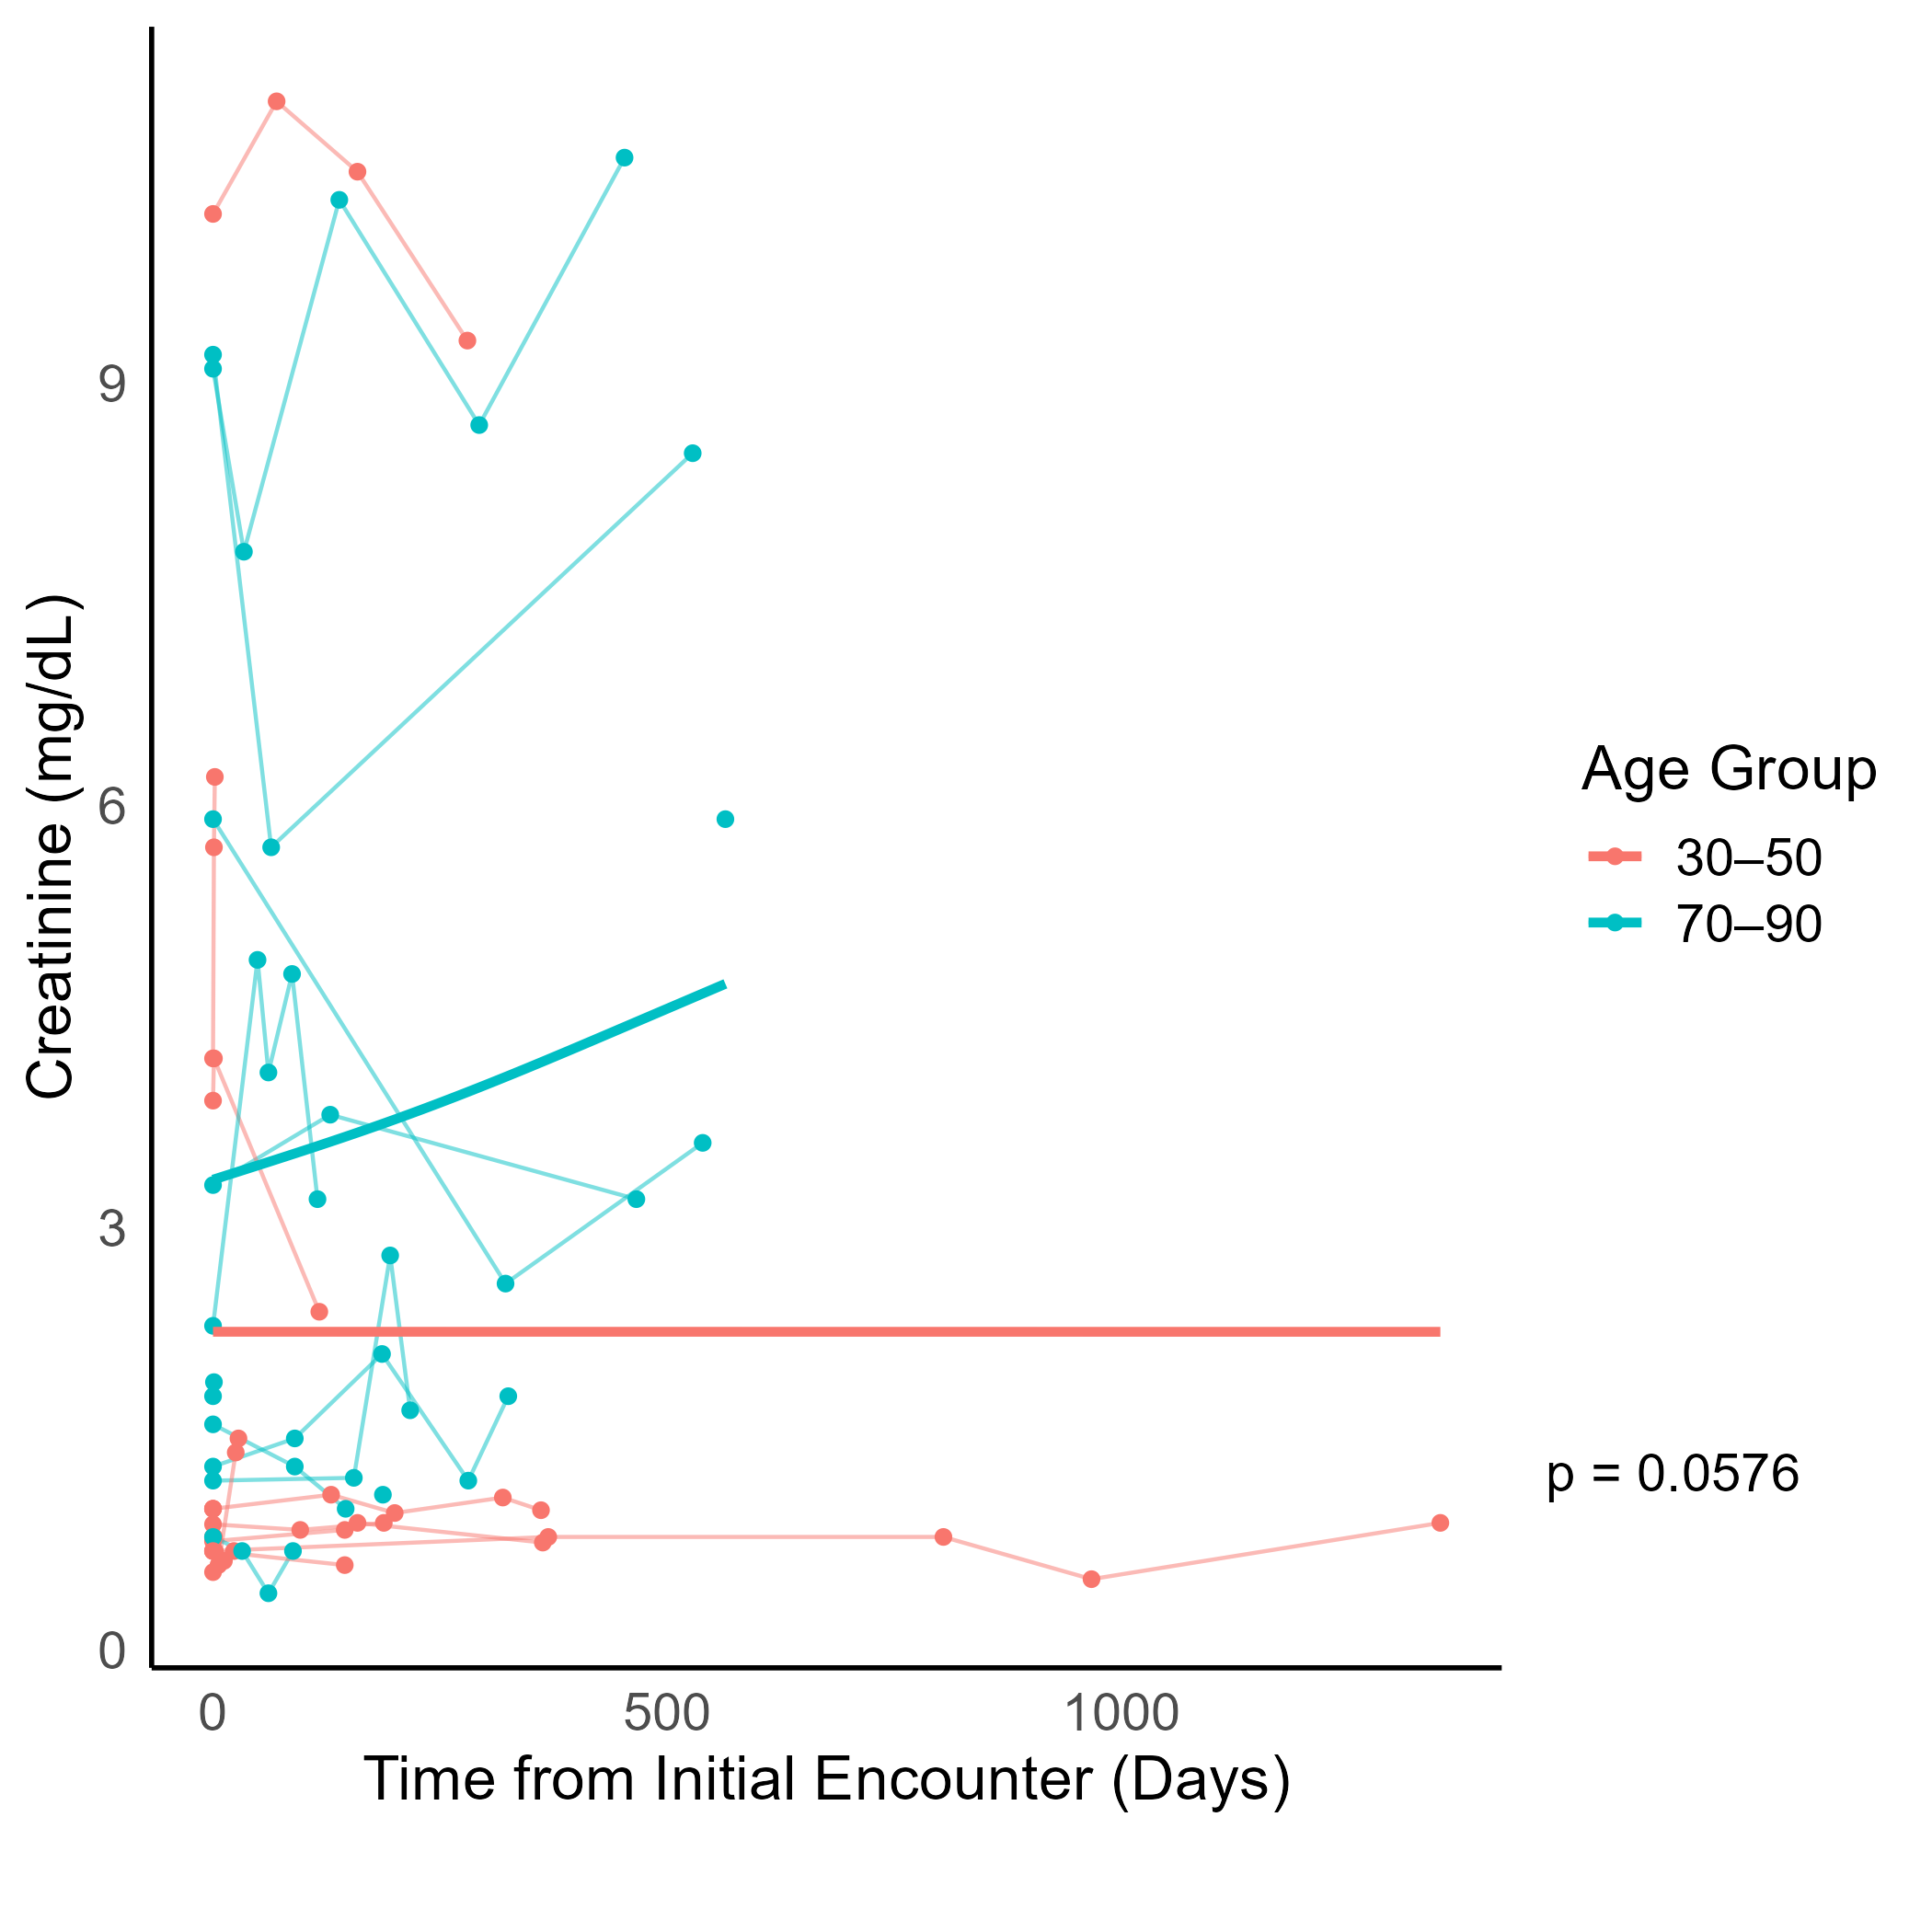 Creatinine (mg/dL)
9
6
3
0
0 500 1000
Time from Initial Encounter (Days)
Age Group
30–50
70–90
p = 0.0576